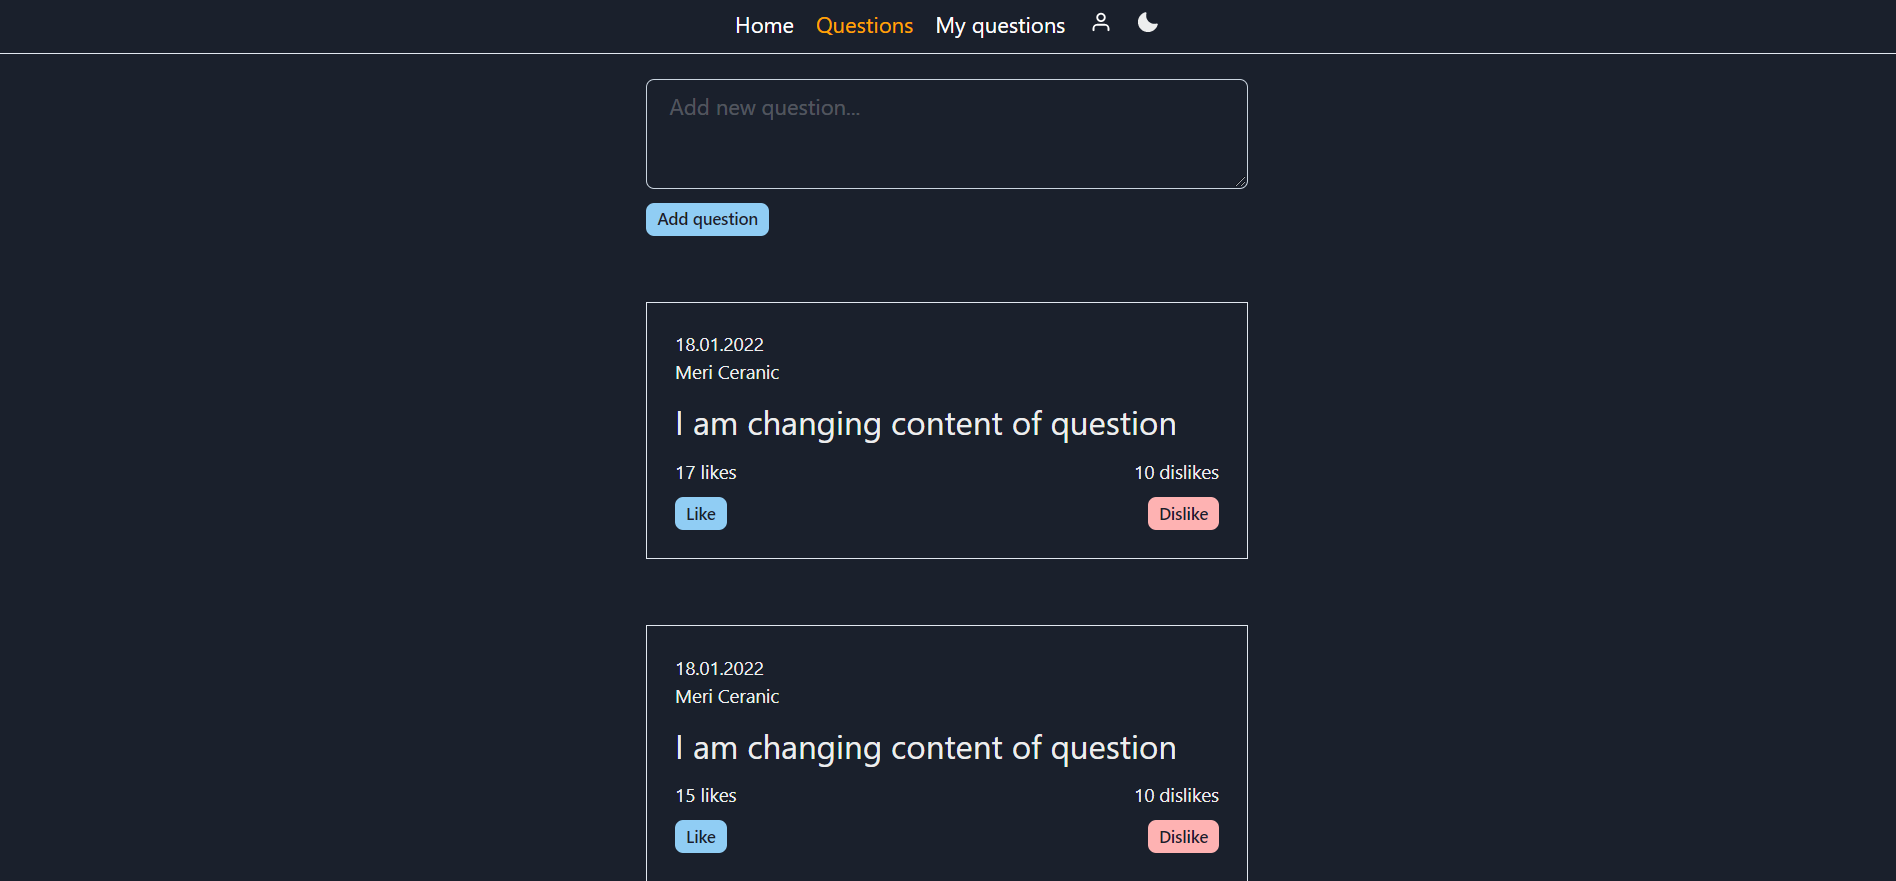 Home Questions My questions
Add new question...
Add question
18.01.2022
Meri Ceranic
I am changing content of question
17 likes 10 dislikes
Like Dislike
18.01.2022
Meri Ceranic
I am changing content of question
15 likes 10 dislikes
Like Dislike